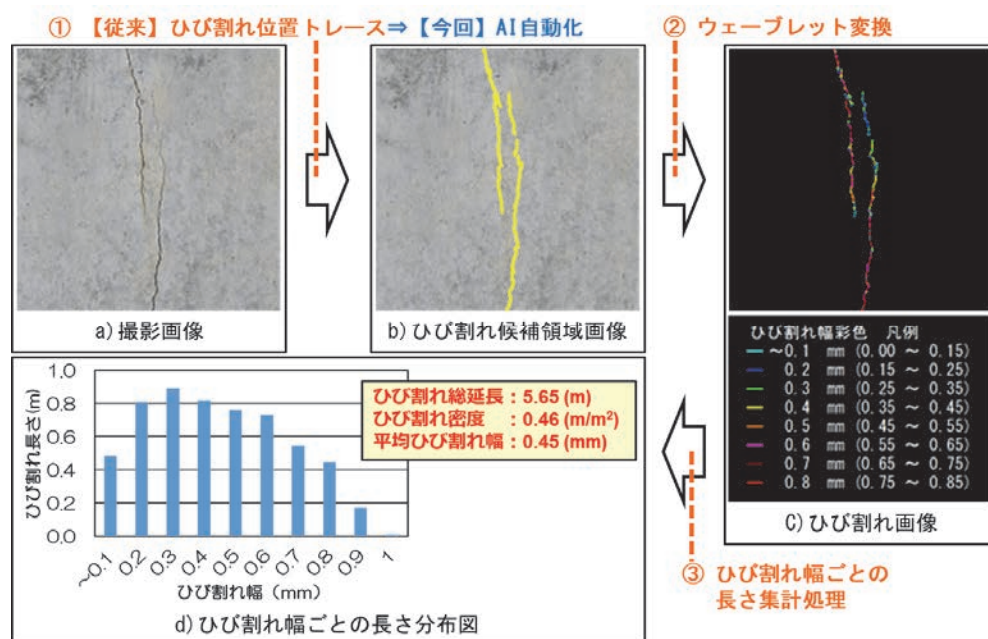 ① 【従来】ひび割れ位置トレース⇒【今回】AI自動化
② ウェーブレット変換
a)撮影画像
b)ひび割れ候補領域画像
ひび割れ幅彩色 凡例
～0.1 mm (0.00 ～ 0.15)
0.2 mm (0.15 ～ 0.25)
0.3 mm (0.25 ～ 0.35)
0.4 mm (0.35 ～ 0.45)
0.5 mm (0.45 ～ 0.55)
0.6 mm (0.55 ～ 0.65)
0.7 mm (0.65 ～ 0.75)
0.8 mm (0.75 ～ 0.85)
C)ひび割れ画像
③ ひび割れ幅ごとの
長さ集計処理
ひび割れ総延長：5.65 (m)
ひび割れ密度 ：0.46 (m/m²)
平均ひび割れ幅：0.45 (mm)
ひび割れ長さ(m)
1.0
0.8
0.6
0.4
0.2
0.0
～0.1 0.2 0.3 0.4 0.5 0.6 0.7 0.8 0.9 1
ひび割れ幅（mm）
d)ひび割れ幅ごとの長さ分布図